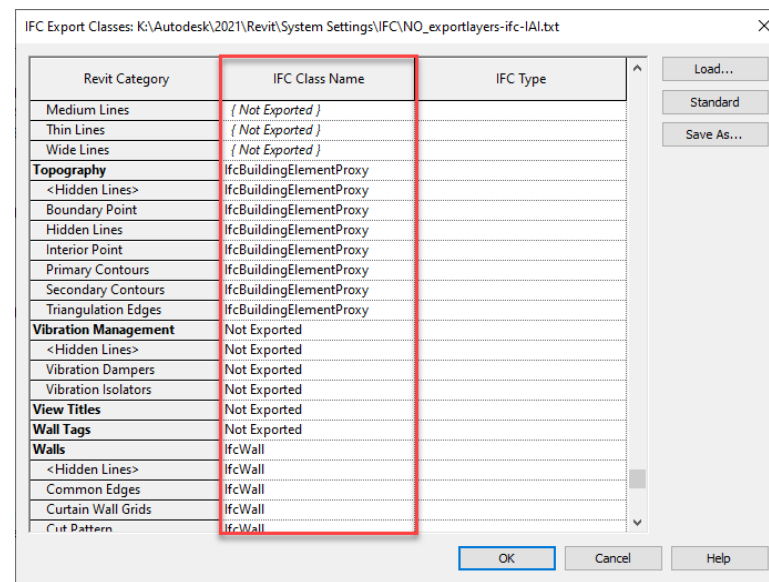 IFC Export Classes: K:\Autodesk\2021\Revit\System Settings\IFC\NO_exportlayers-ifc-IAI.txt
Revit Category IFC Class Name IFC Type
Load...
Standard
Save As...
Medium Lines { Not Exported }
Thin Lines { Not Exported }
Wide Lines { Not Exported }
Topography IfcBuildingElementProxy
<Hidden Lines> IfcBuildingElementProxy
Boundary Point IfcBuildingElementProxy
Hidden Lines IfcBuildingElementProxy
Interior Point IfcBuildingElementProxy
Primary Contours IfcBuildingElementProxy
Secondary Contours IfcBuildingElementProxy
Triangulation Edges IfcBuildingElementProxy
Vibration Management Not Exported
<Hidden Lines> Not Exported
Vibration Dampers Not Exported
Vibration Isolators Not Exported
View Titles Not Exported
Wall Tags Not Exported
Walls IfcWall
<Hidden Lines> IfcWall
Common Edges IfcWall
Curtain Wall Grids IfcWall
Cut Pattern IfcWall
OK Cancel Help